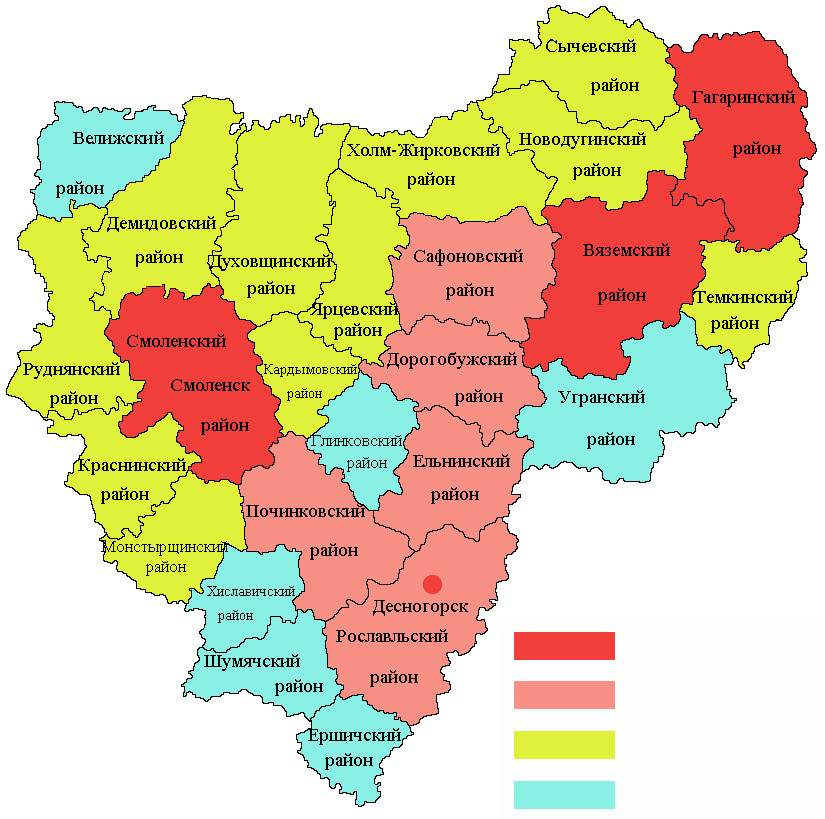 Сычевский
район
Гагаринский
район
Велижский
район
Новодугинский
район
Холм-Жирковский
район
Демидовский
район
Духовщинский
район
Сафоновский
район
Вяземский
район
Темкинский
район
Ярцевский
район
Смоленский
Смоленск
район
Руднянский
район
Кардымовский
район
Дорогобужский
район
Угранский
район
Глинковский
район
Ельнинский
район
Краснинский
район
Починковский
район
Монстырщинский
район
Хиславичский
район
Десногорск
Рославльский
район
Шумячский
район
Ершичский
район